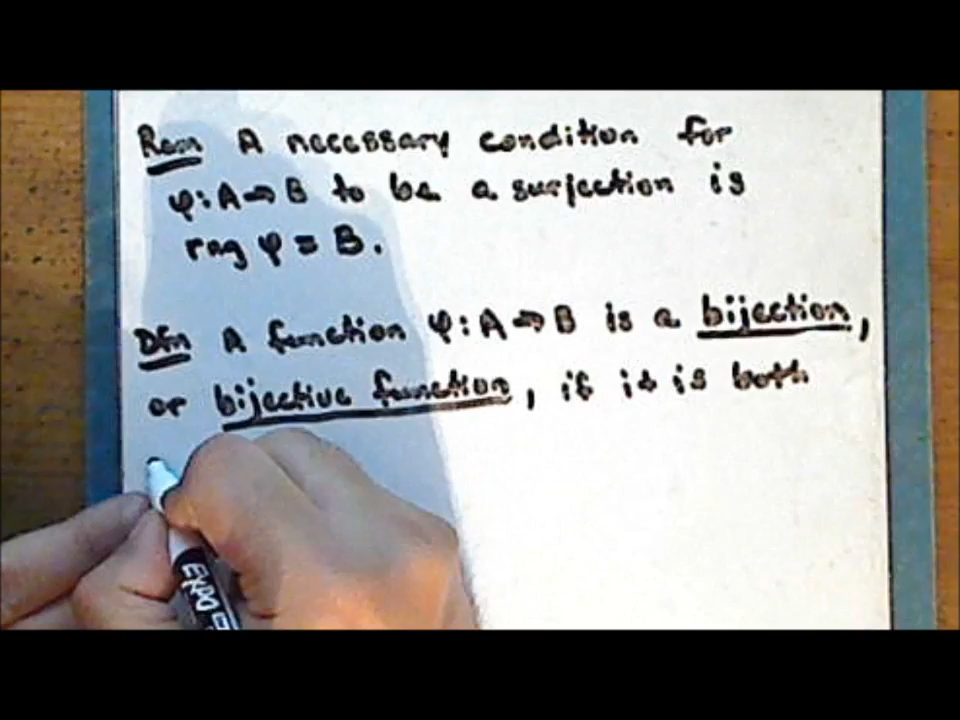 Rem A necessary condition for
φ: A → B to be a surjection is
rng φ = B.
Dfn A function φ: A → B is a bijection,
or bijective function, if it is both
EXPO